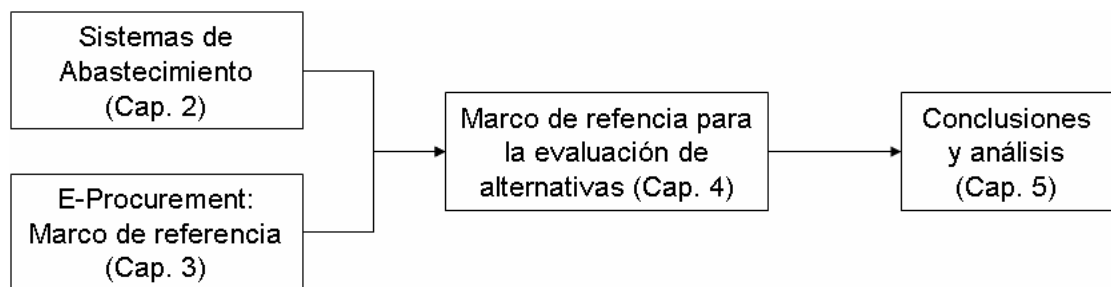 Sistemas de
Abastecimiento
(Cap. 2)
E-Procurement:
Marco de referencia
(Cap. 3)
Marco de refencia para
la evaluación de
alternativas (Cap. 4)
Conclusiones
y análisis
(Cap. 5)